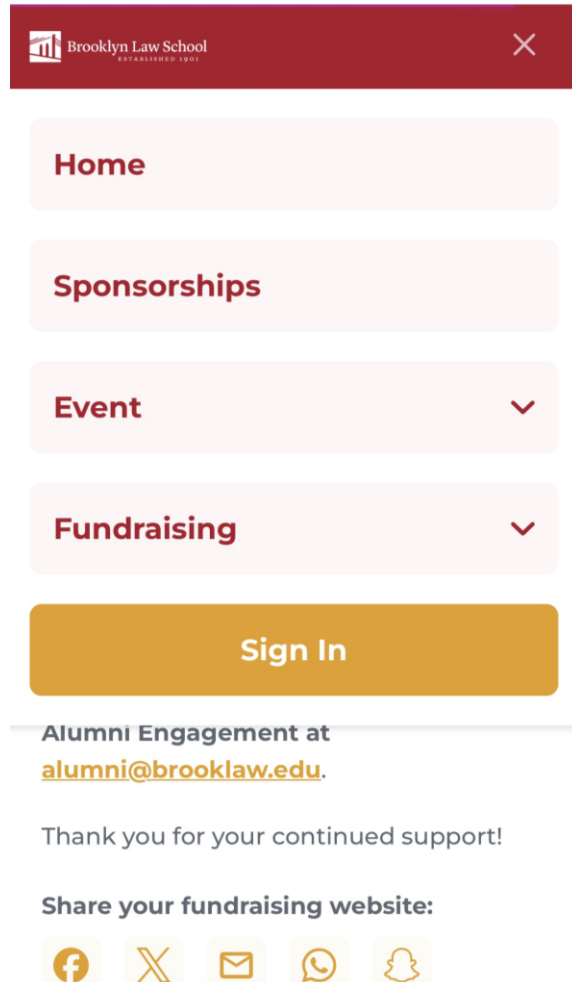 Brooklyn Law School
ESTABLISHED 1901
Home
Sponsorships
Event
Fundraising
Sign In
Alumni Engagement at
alumni@brooklaw.edu.
Thank you for your continued support!
Share your fundraising website: